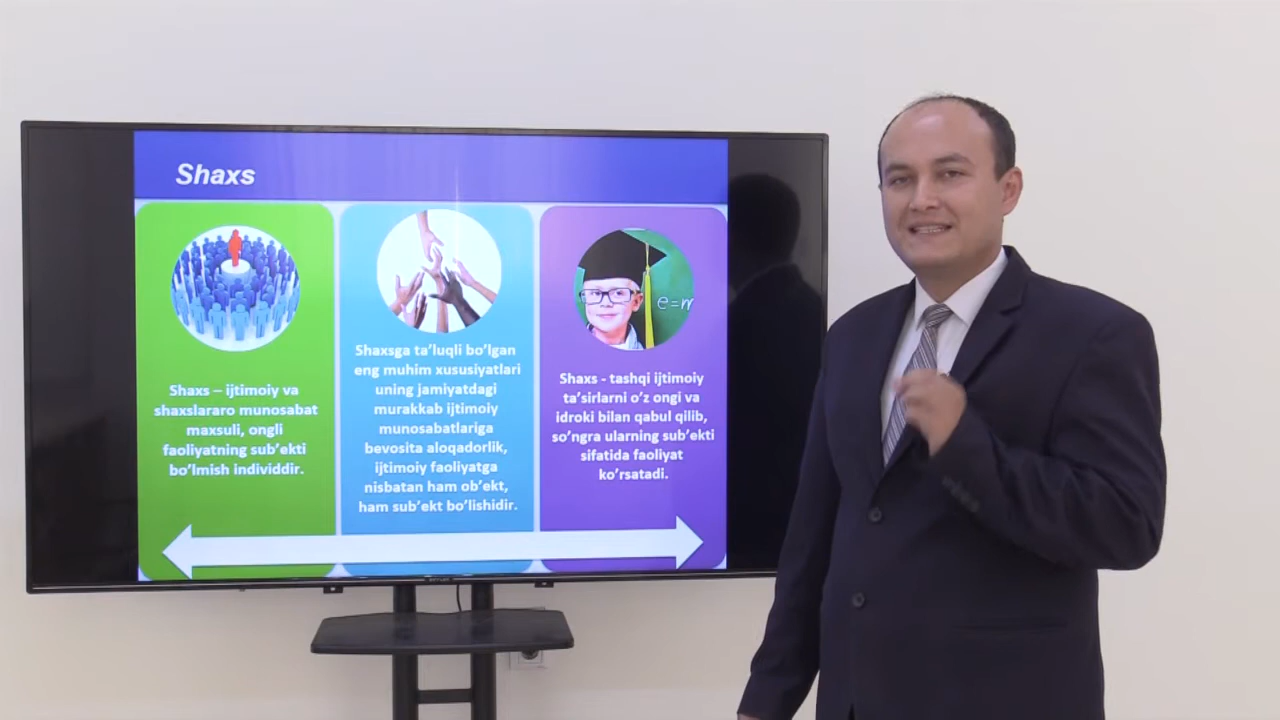 Shaxs
Shaxs – ijtimoiy va
shaxslararo munosabat
maxsuli, ongli
faoliyatning sub’ekti
bo’lmish individdir.
Shaxsga ta’luqli bo’lgan
eng muhim xususiyatlari
uning jamiyatdagi
murakkab ijtimoiy
munosabatlariga
bevosita aloqadorlik,
ijtimoiy faoliyatga
nisbatan ham ob’ekt,
ham sub’ekt bo’lishidir.
e=m
Shaxs - tashqi ijtimoiy
ta’sirlarni o’z ongi va
idroki bilan qabul qilib,
so’ngra ularning sub’ekti
sifatida faoliyat
ko’rsatadi.